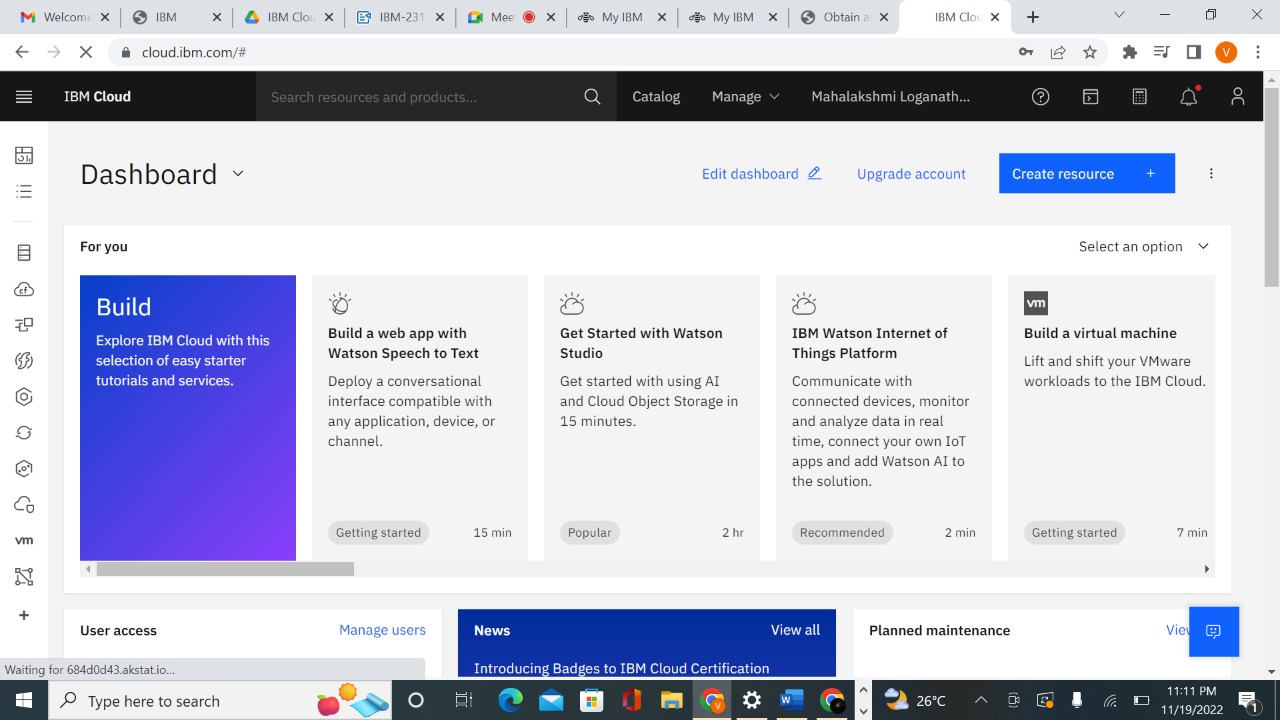 Welcome
IBM
IBM Clou
IBM-231
Mee
My IBM
My IBM
Obtain a
IBM Clou
cloud.ibm.com/#
V
IBM Cloud
Search resources and products...
Catalog
Manage
Mahalakshmi Loganath...
Dashboard
Edit dashboard
Upgrade account
Create resource +
For you
Select an option
Build
Explore IBM Cloud with this
selection of easy starter
tutorials and services.
Build a web app with
Watson Speech to Text
Deploy a conversational
interface compatible with
any application, device, or
channel.
Getting started
15 min
Get Started with Watson
Studio
Get started with using AI
and Cloud Object Storage in
15 minutes.
Popular
2 hr
IBM Watson Internet of
Things Platform
Communicate with
connected devices, monitor
and analyze data in real
time, connect your own IoT
apps and add Watson AI to
the solution.
Recommended
2 min
vm
Build a virtual machine
Lift and shift your VMware
workloads to the IBM Cloud.
Getting started
7 min
cf
vm
User access
Manage users
News
View all
Introducing Badges to IBM Cloud Certification
Planned maintenance
View
Waiting for 684d0d43.akstat.io...
Type here to search
26°C
11:11 PM
11/19/2022
1